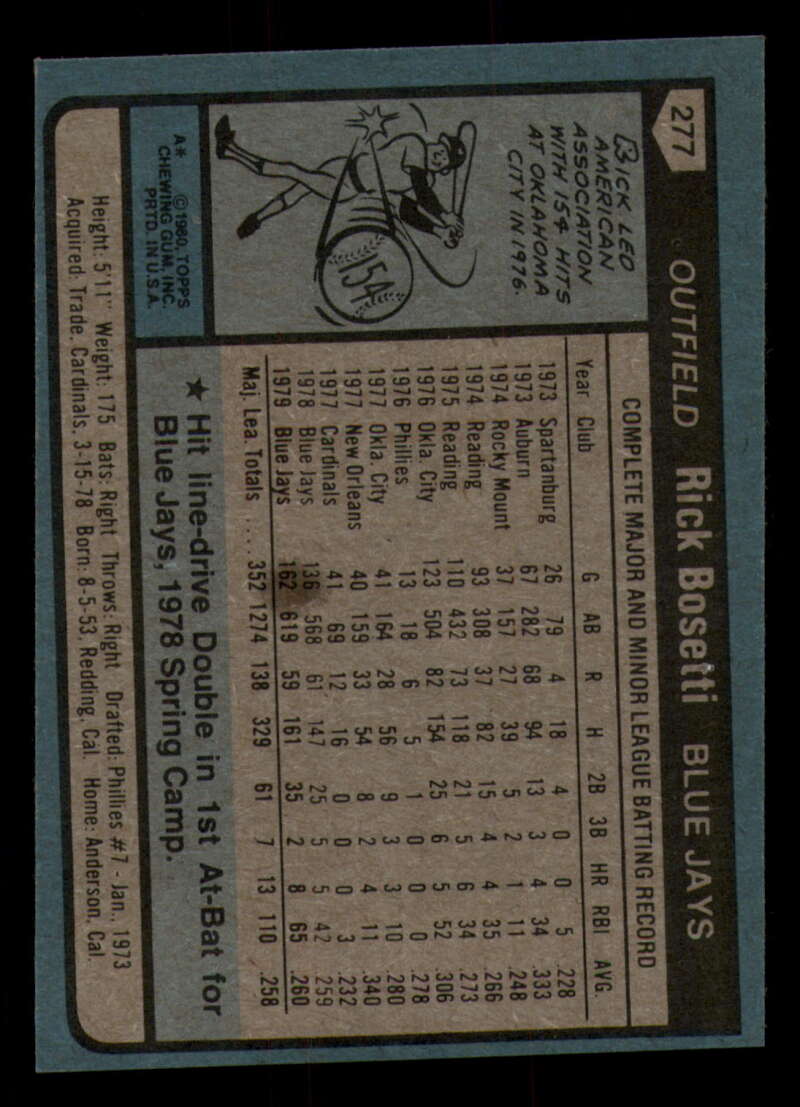 277 OUTFIELD Rick Bosetti BLUE JAYS
RICK LEO
AMERICAN
ASSOCIATION
WITH 154 HITS
AT OKLAHOMA
CITY IN 1976.
154
A* ©1980, TOPPS
CHEWING GUM, INC.
PRTD. IN U.S.A.
COMPLETE MAJOR AND MINOR LEAGUE BATTING RECORD
Year Club G AB R H 2B 3B HR RBI AVG.
1973 Spartanburg 26 79 4 18 4 0 0 5 .228
1973 Auburn 67 282 68 94 13 3 4 34 .333
1974 Rocky Mount 37 157 27 39 5 2 1 11 .248
1974 Reading 93 308 37 82 15 4 4 35 .266
1975 Reading 110 432 73 118 21 5 6 34 .273
1976 Okla. City 123 504 82 154 25 6 5 52 .306
1976 Phillies 13 18 6 5 1 0 0 0 .278
1977 Okla. City 41 164 28 56 9 3 3 10 .280
1977 New Orleans 40 159 33 54 8 2 4 11 .340
1977 Cardinals 41 69 12 16 0 0 0 3 .232
1978 Blue Jays 136 568 61 147 25 5 5 42 .259
1979 Blue Jays 162 619 59 161 35 2 8 65 .260
Maj. Lea. Totals .... 352 1274 138 329 61 7 13 110 .258
★ Hit line-drive Double in 1st At-Bat for
Blue Jays, 1978 Spring Camp.
Height: 5'11" Weight: 175 Bats: Right Throws: Right Drafted: Phillies #7 - Jan., 1973
Acquired: Trade, Cardinals, 3-15-78 Born: 8-5-53, Redding, Cal. Home: Anderson, Cal.